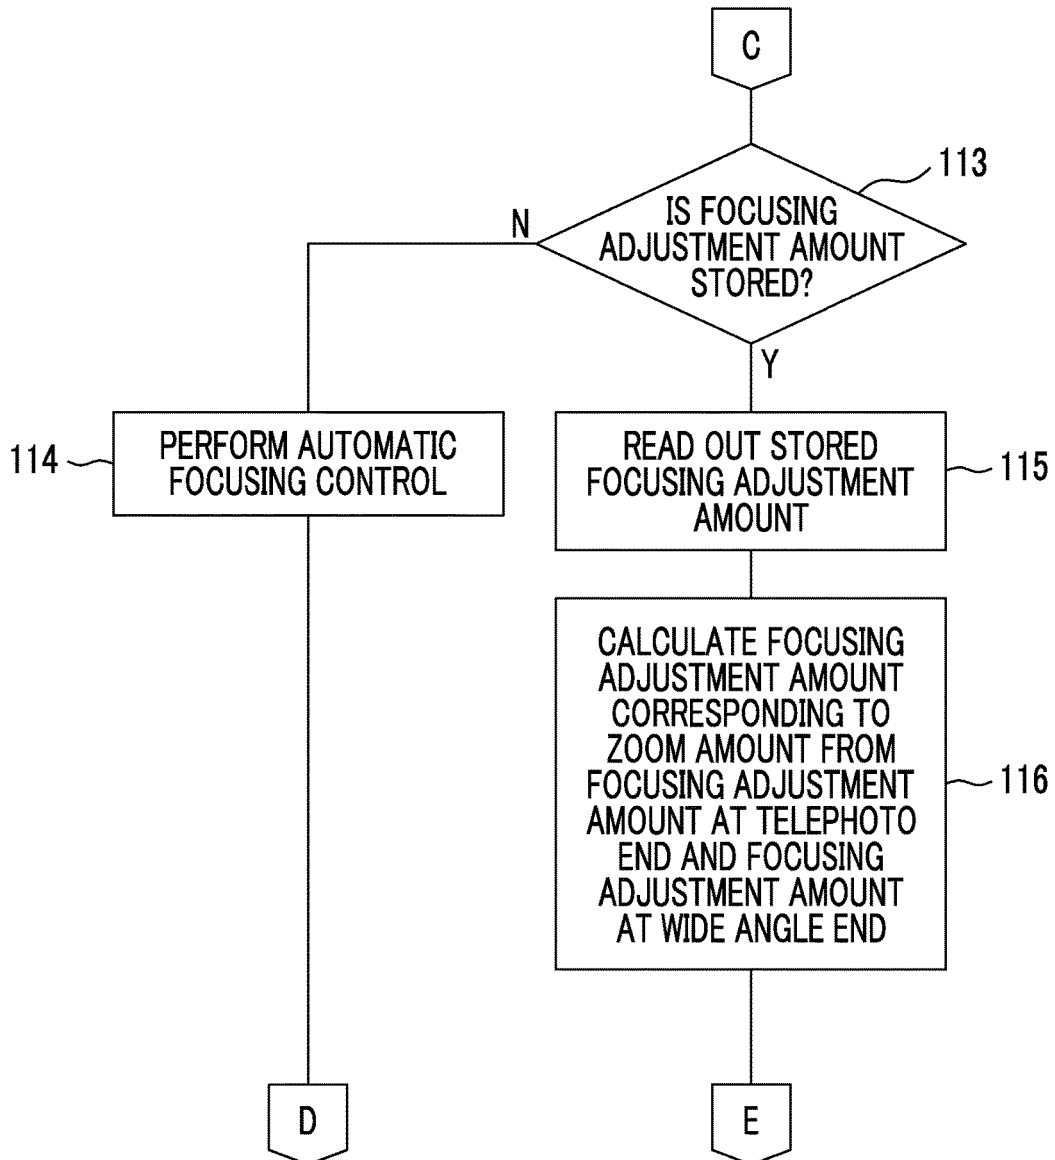 C
113
IS FOCUSING
ADJUSTMENT AMOUNT
STORED?
N
Y
114
PERFORM AUTOMATIC
FOCUSING CONTROL
READ OUT STORED
FOCUSING ADJUSTMENT
AMOUNT
115
CALCULATE FOCUSING
ADJUSTMENT AMOUNT
CORRESPONDING TO
ZOOM AMOUNT FROM
FOCUSING ADJUSTMENT
AMOUNT AT TELEPHOTO
END AND FOCUSING
ADJUSTMENT AMOUNT
AT WIDE ANGLE END
116
D
E